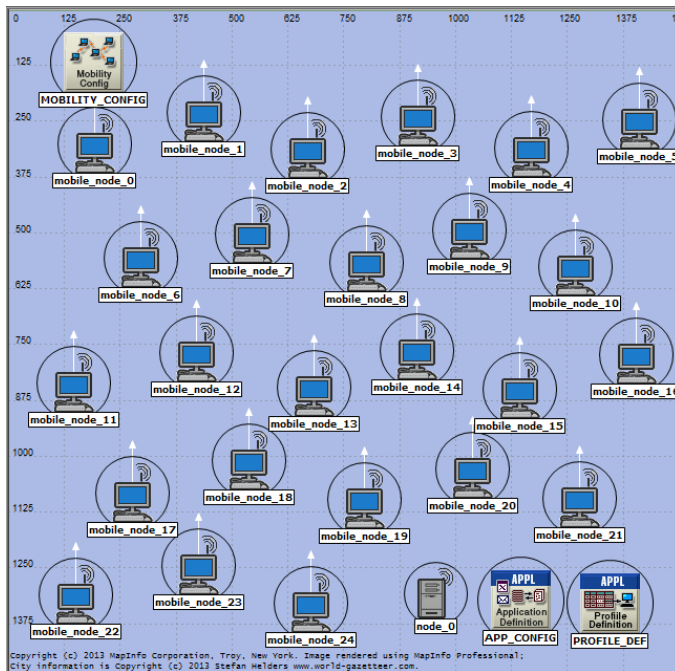 0 125 250 375 500 625 750 875 1000 1125 1250 1375
125
Mobility
Config
MOBILITY_CONFIG
250
mobile_node_1
mobile_node_3
mobile_node_5
mobile_node_0
mobile_node_2
mobile_node_4
375
500
mobile_node_7
mobile_node_9
mobile_node_6
mobile_node_8
mobile_node_10
625
750
mobile_node_12
mobile_node_14
mobile_node_16
mobile_node_11
mobile_node_13
mobile_node_15
875
1000
mobile_node_18
mobile_node_20
mobile_node_17
mobile_node_19
mobile_node_21
1125
1250
mobile_node_23
APPL
Application
Definition
APPL
Profile
Definition
1375
mobile_node_22
mobile_node_24
node_0
APP_CONFIG
PROFILE_DEF
Copyright (c) 2013 MapInfo Corporation, Troy, New York. Image rendered using MapInfo Professional;
City information is Copyright (c) 2013 Stefan Helders www.world-gazetteer.com.